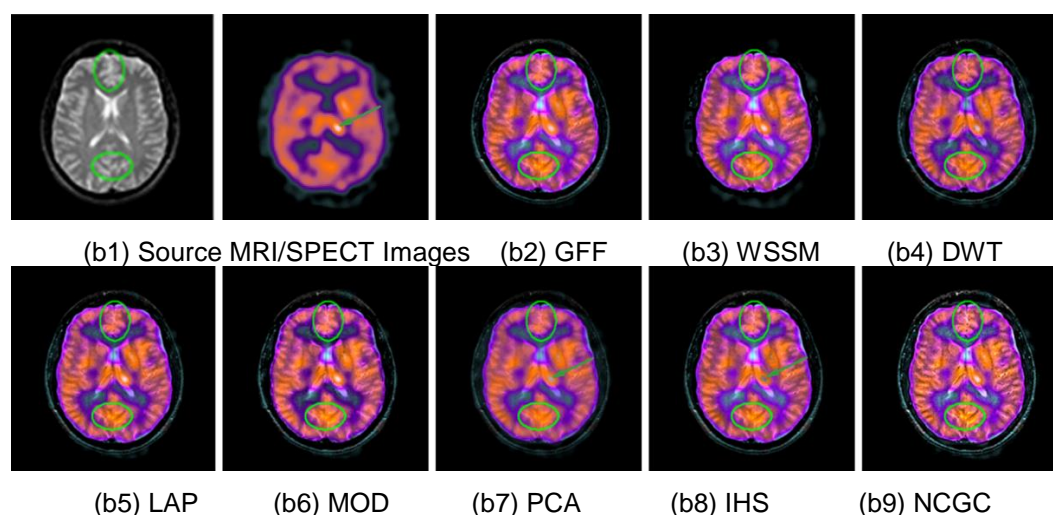 (b1) Source MRI/SPECT Images (b2) GFF (b3) WSSM (b4) DWT
(b5) LAP (b6) MOD (b7) PCA (b8) IHS (b9) NCGC